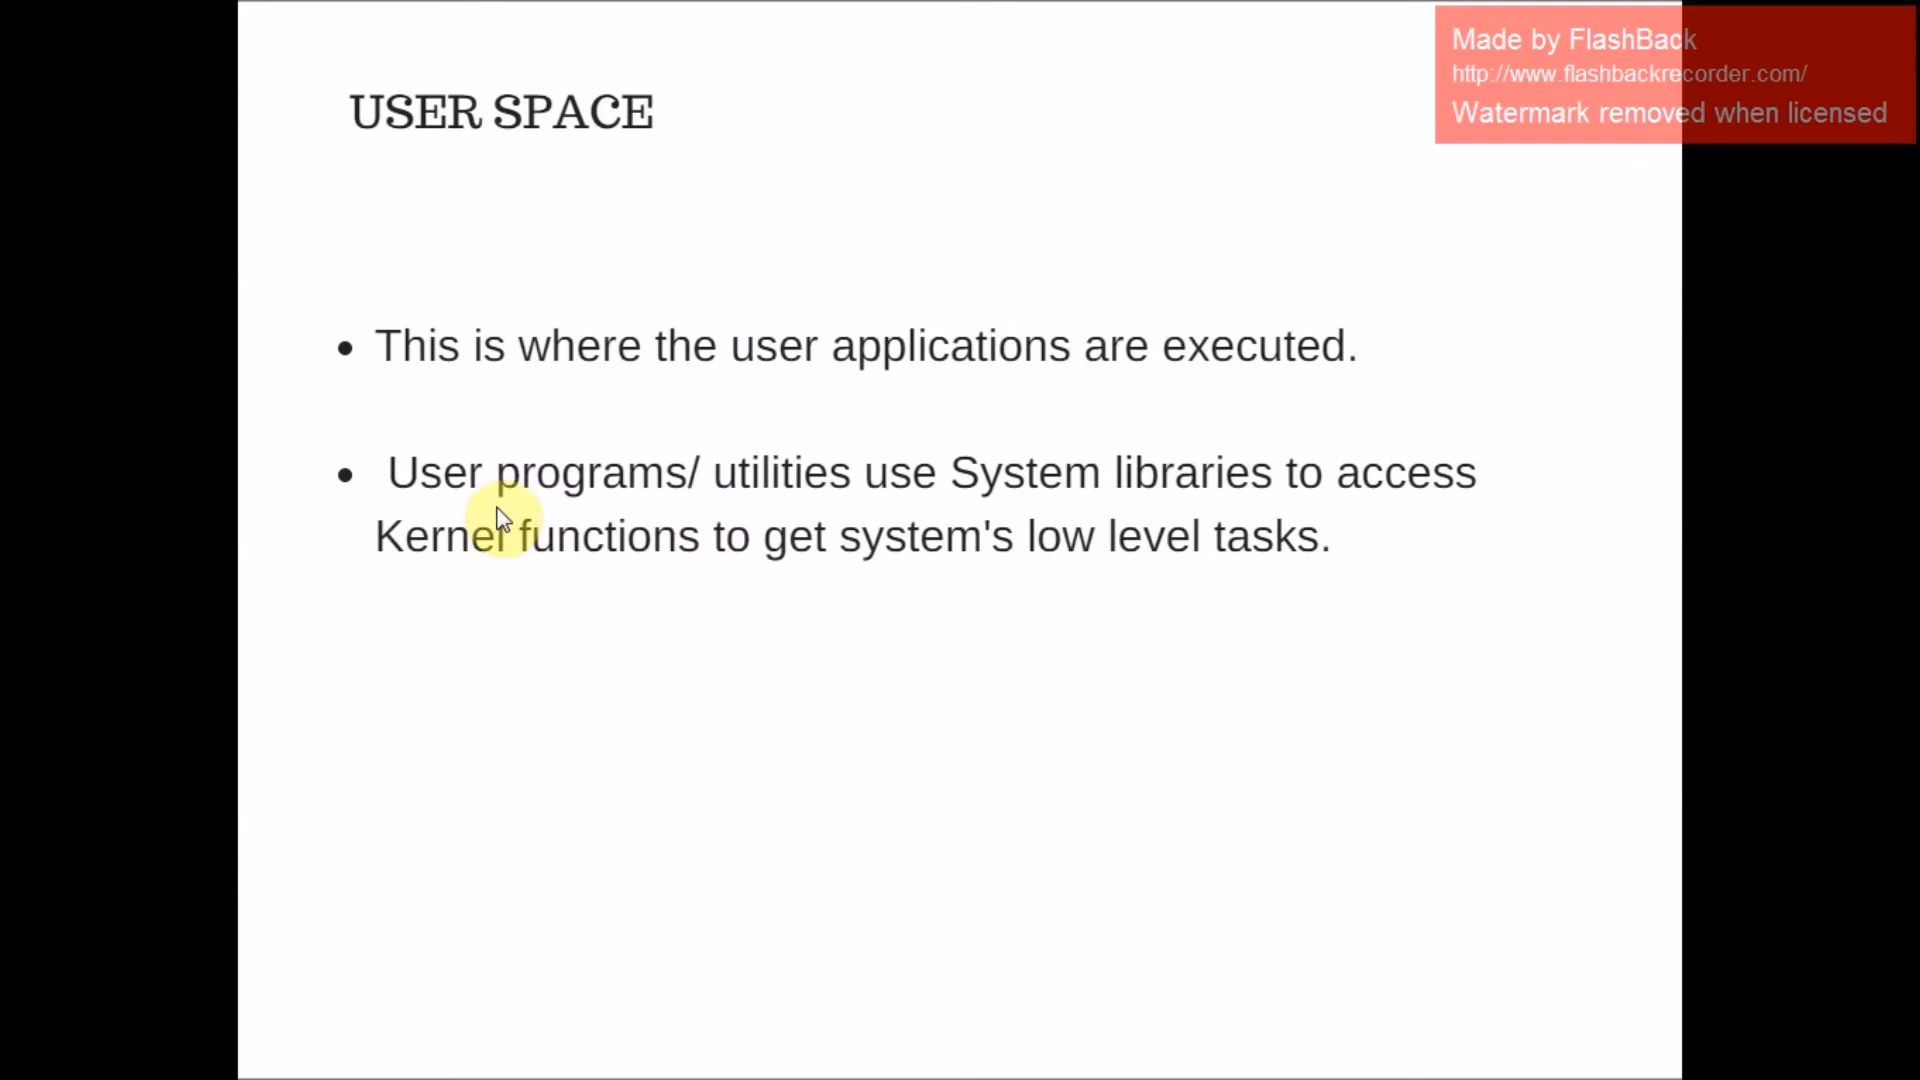 Made by FlashBack
http://www.flashbackrecorder.com/
Watermark removed when licensed
USER SPACE
• This is where the user applications are executed.
• User programs/ utilities use System libraries to access
Kernel functions to get system's low level tasks.